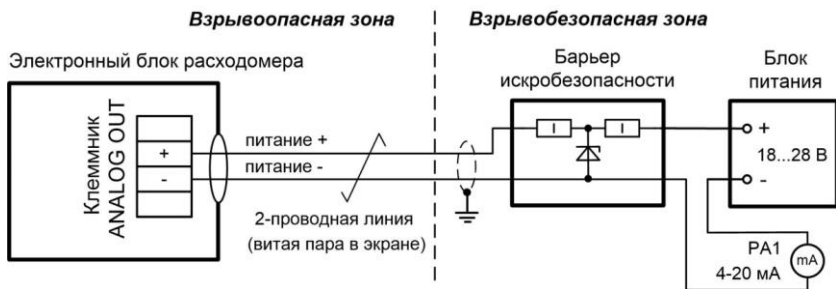 Взрывоопасная зона
Взрывобезопасная зона
Электронный блок расходомера
Барьер
искробезопасности
Блок
питания
Клеммник
ANALOG OUT
+
-
питание +
питание -
2-проводная линия
(витая пара в экране)
I
I
+
18...28 В
-
PA1
4-20 мА
mA